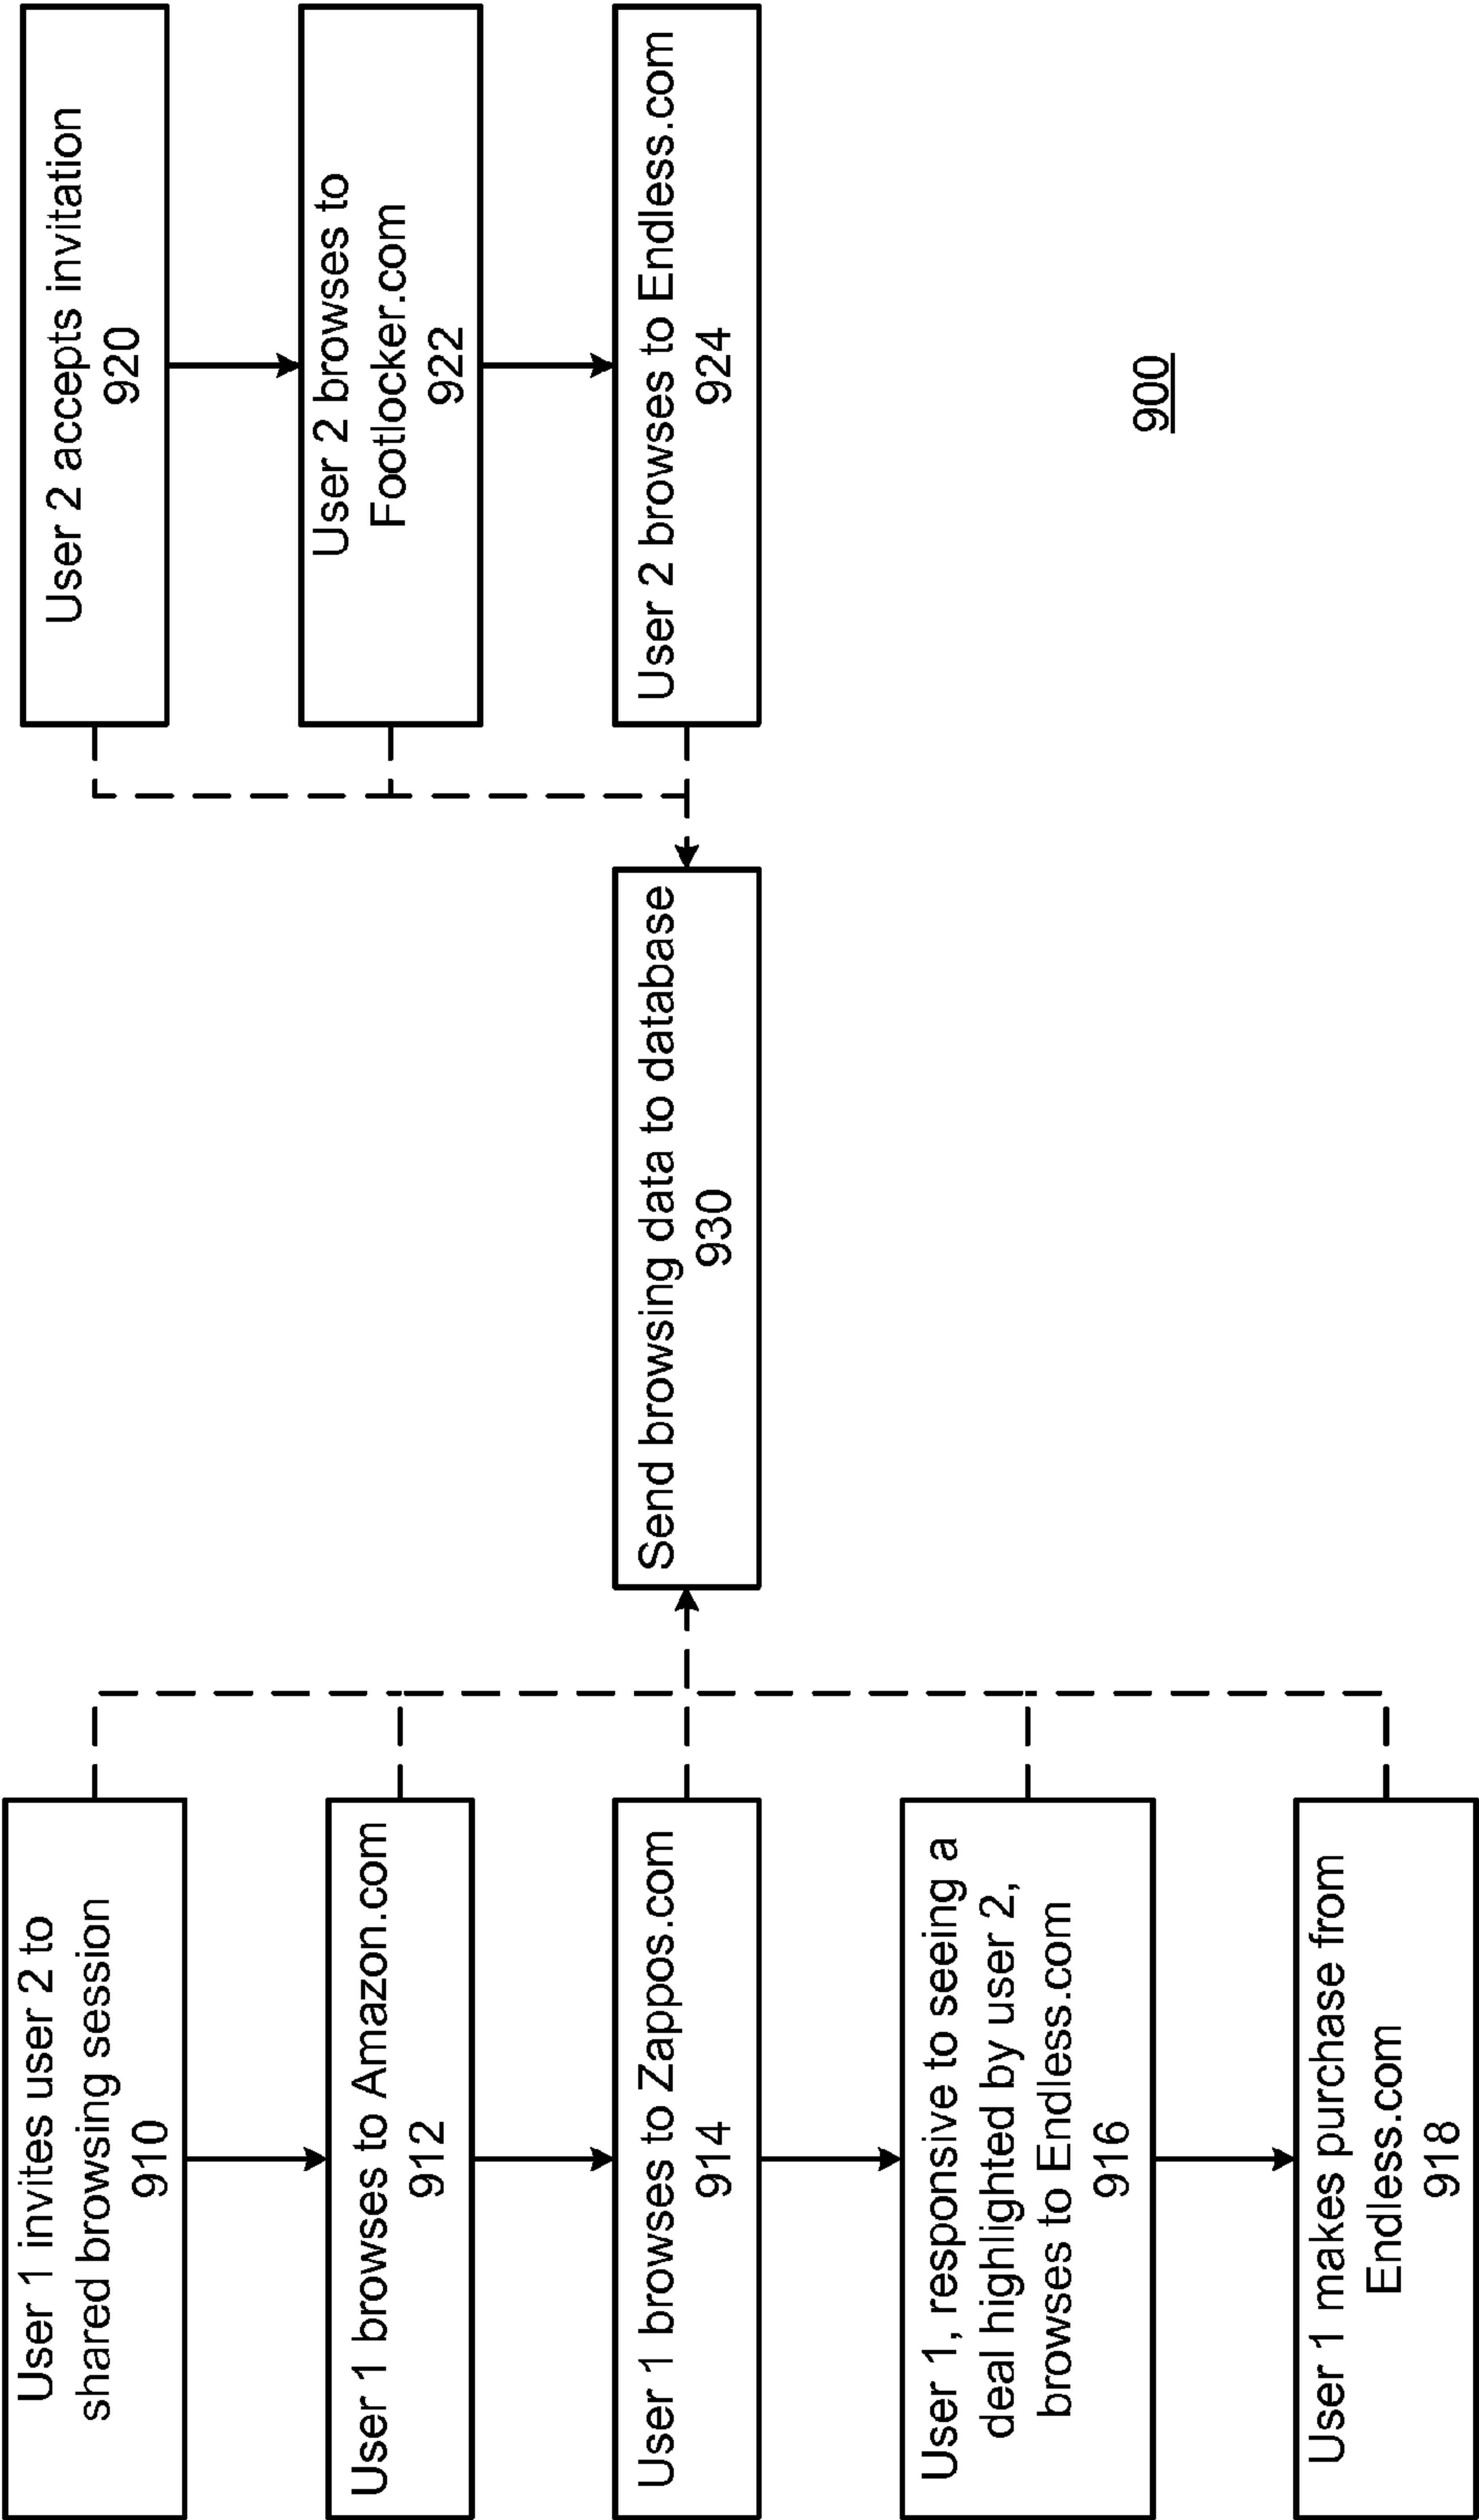 User 1 invites user 2 to
shared browsing session
910
User 1 browses to Amazon.com
912
User 1 browses to Zappos.com
914
User 1, responsive to seeing a
deal highlighted by user 2,
browses to Endless.com
916
User 1 makes purchase from
Endless.com
918
Send browsing data to database
930
User 2 accepts invitation
920
User 2 browses to
Footlocker.com
922
User 2 browses to Endless.com
924
900